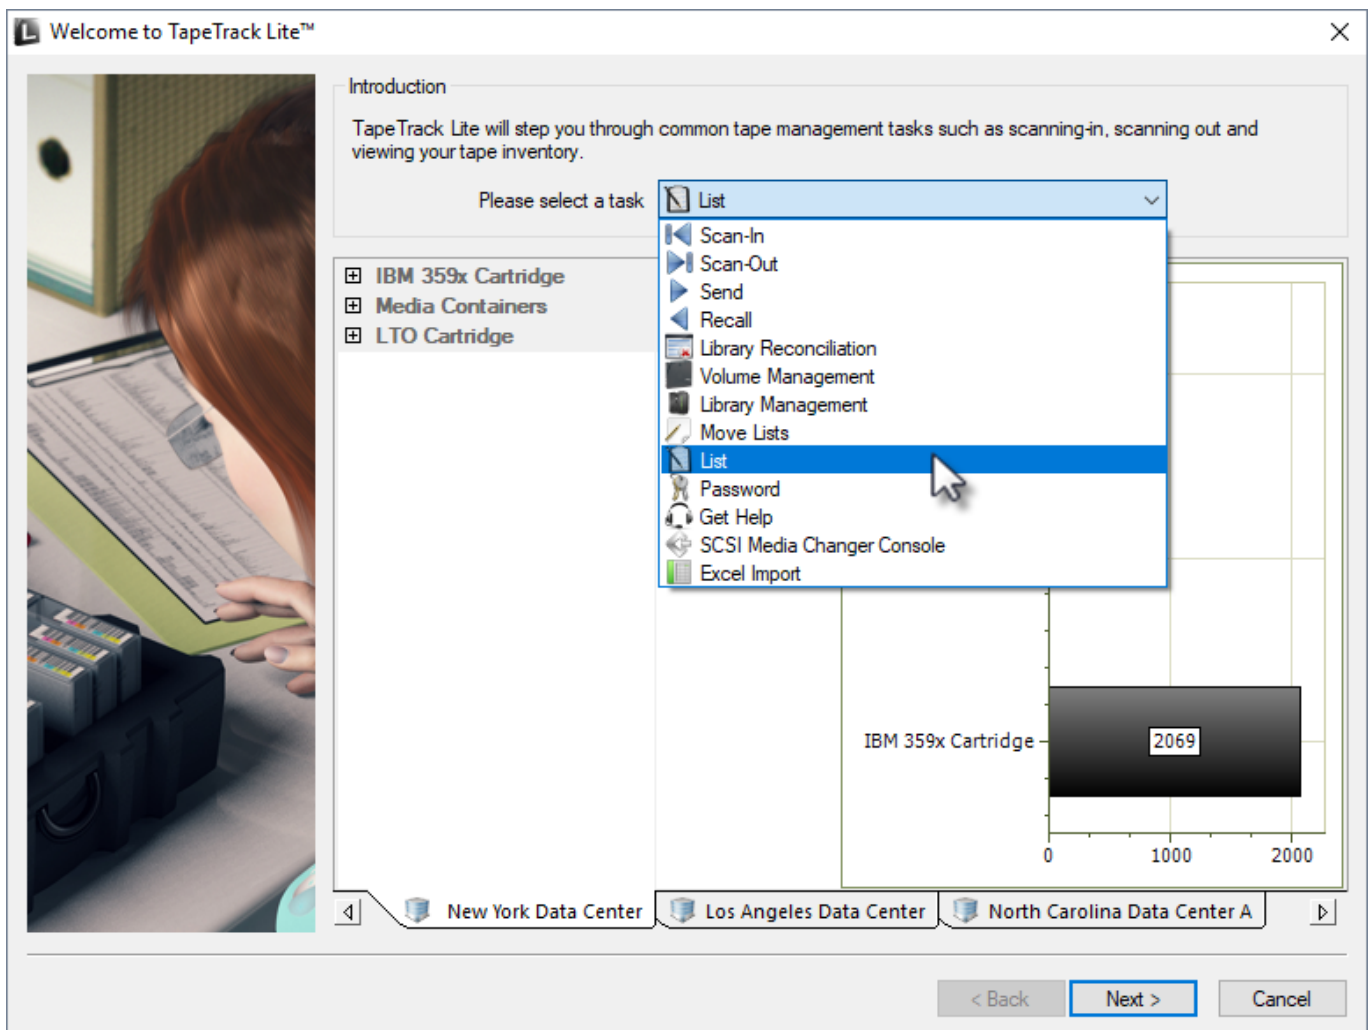 Welcome to TapeTrack Lite™
Introduction
TapeTrack Lite will step you through common tape management tasks such as scanning-in, scanning out and
viewing your tape inventory.
Please select a task
List
Scan-In
Scan-Out
Send
Recall
Library Reconciliation
Volume Management
Library Management
Move Lists
List
Password
Get Help
SCSI Media Changer Console
Excel Import
IBM 359x Cartridge
Media Containers
LTO Cartridge
IBM 359x Cartridge
2069
0 1000 2000
New York Data Center
Los Angeles Data Center
North Carolina Data Center A
< Back
Next >
Cancel